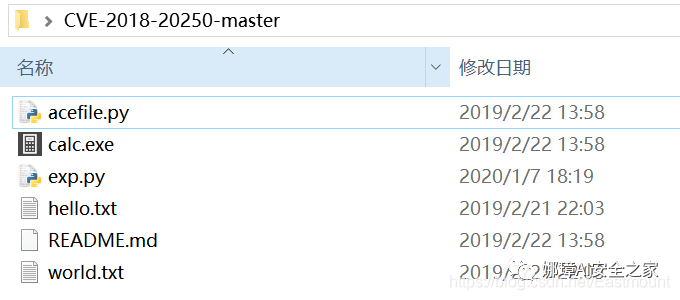 CVE-2018-20250-master
名称 修改日期
acefile.py 2019/2/22 13:58
calc.exe 2019/2/22 13:58
exp.py 2020/1/7 18:19
hello.txt 2019/2/21 22:03
README.md 2019/2/22 13:58
world.txt 2019/2/2
娜璋AI安全之家
https://blog.csdn.net/Eastmount